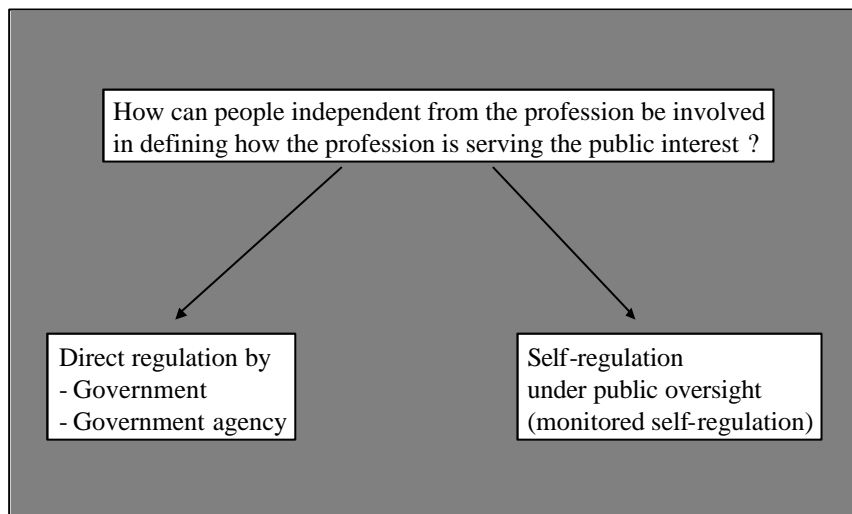 How can people independent from the profession be involved
in defining how the profession is serving the public interest ?
Direct regulation by
- Government
- Government agency
Self-regulation
under public oversight
(monitored self-regulation)